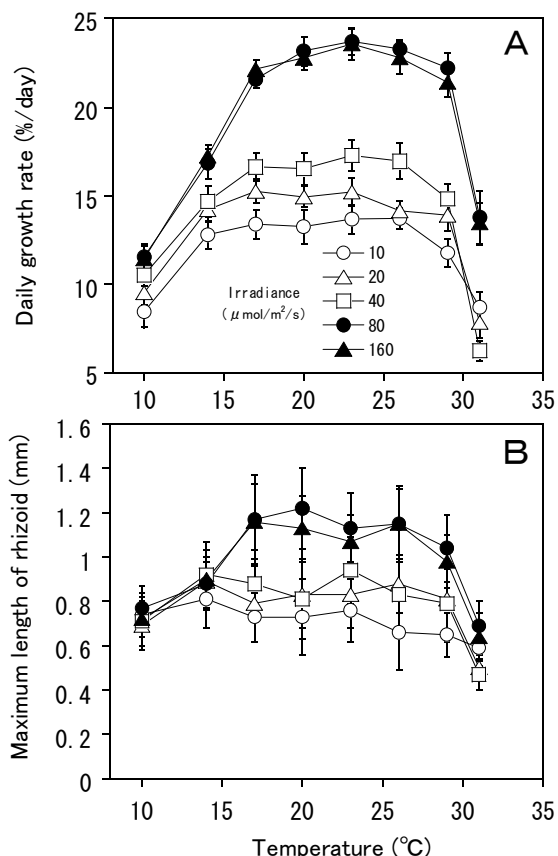 25
20
15
10
5
Daily growth rate (%/day)
A
Irradiance
(μmol/m²/s)
10
20
40
80
160
10 15 20 25 30 35
1.6
1.4
1.2
1
0.8
0.6
0.4
0.2
0
Maximum length of rhizoid (mm)
B
10 15 20 25 30 35
Temperature (℃)